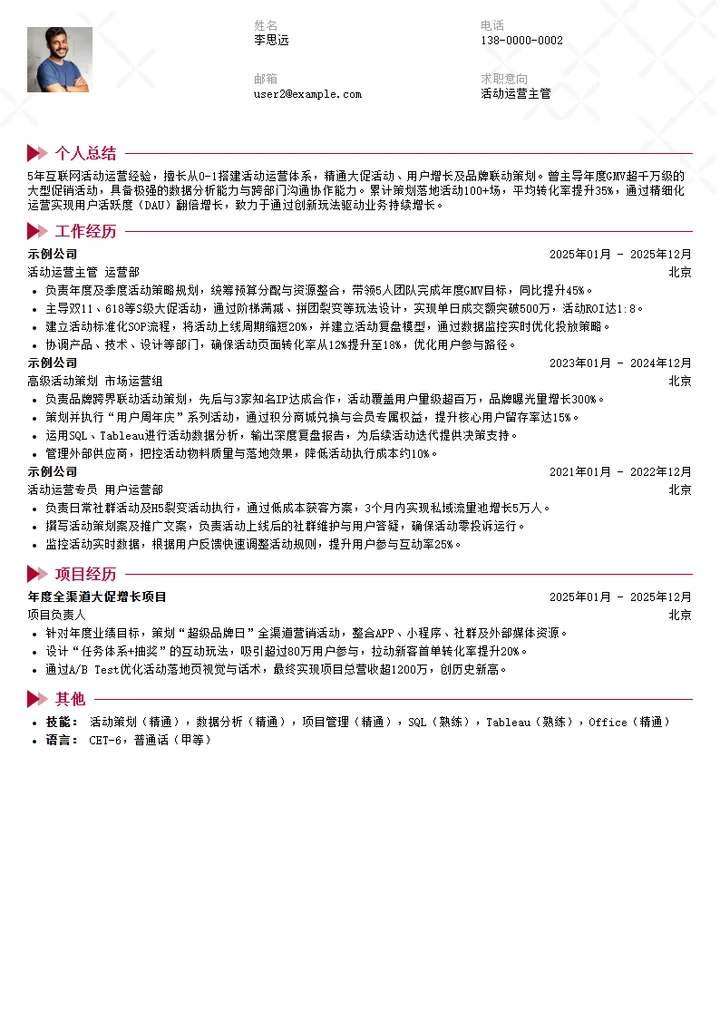 姓名
李思远
电话
138-0000-0002
邮箱
user2@example.com
求职意向
活动运营主管
个人总结
5年互联网活动运营经验，擅长从0-1搭建活动运营体系，精通大促活动、用户增长及品牌联动策划。曾主导年度GMV超千万级的
大型促销活动，具备极强的数据分析能力与跨部门沟通协作能力。累计策划落地活动100+场，平均转化率提升35%，通过精细化
运营实现用户活跃度（DAU）翻倍增长，致力于通过创新玩法驱动业务持续增长。
工作经历
示例公司 2025年01月 - 2025年12月
活动运营主管 运营部 北京
• 负责年度及季度活动策略规划，统筹预算分配与资源整合，带领5人团队完成年度GMV目标，同比提升45%。
• 主导双11、618等S级大促活动，通过阶梯满减、拼团裂变等玩法设计，实现单日成交额突破500万，活动ROI达1:8。
• 建立活动标准化SOP流程，将活动上线周期缩短20%，并建立活动复盘模型，通过数据监控实时优化投放策略。
• 协调产品、技术、设计等部门，确保活动页面转化率从12%提升至18%，优化用户参与路径。
示例公司 2023年01月 - 2024年12月
高级活动策划 市场运营组 北京
• 负责品牌跨界联动活动策划，先后与3家知名IP达成合作，活动覆盖用户量级超百万，品牌曝光量增长300%。
• 策划并执行“用户周年庆”系列活动，通过积分商城兑换与会员专属权益，提升核心用户留存率达15%。
• 运用SQL、Tableau进行活动数据分析，输出深度复盘报告，为后续活动迭代提供决策支持。
• 管理外部供应商，把控活动物料质量与落地效果，降低活动执行成本约10%。
示例公司 2021年01月 - 2022年12月
活动运营专员 用户运营部 北京
• 负责日常社群活动及H5裂变活动执行，通过低成本获客方案，3个月内实现私域流量池增长5万人。
• 撰写活动策划案及推广文案，负责活动上线后的社群维护与用户答疑，确保活动零投诉运行。
• 监控活动实时数据，根据用户反馈快速调整活动规则，提升用户参与互动率25%。
项目经历
年度全渠道大促增长项目 2025年01月 - 2025年12月
项目负责人 北京
• 针对年度业绩目标，策划“超级品牌日”全渠道营销活动，整合APP、小程序、社群及外部媒体资源。
• 设计“任务体系+抽奖”的互动玩法，吸引超过80万用户参与，拉动新客首单转化率提升20%。
• 通过A/B Test优化活动落地页视觉与话术，最终实现项目总营收超1200万，创历史新高。
其他
• 技能： 活动策划（精通），数据分析（精通），项目管理（精通），SQL（熟练），Tableau（熟练），Office（精通）
• 语言： CET-6，普通话（甲等）